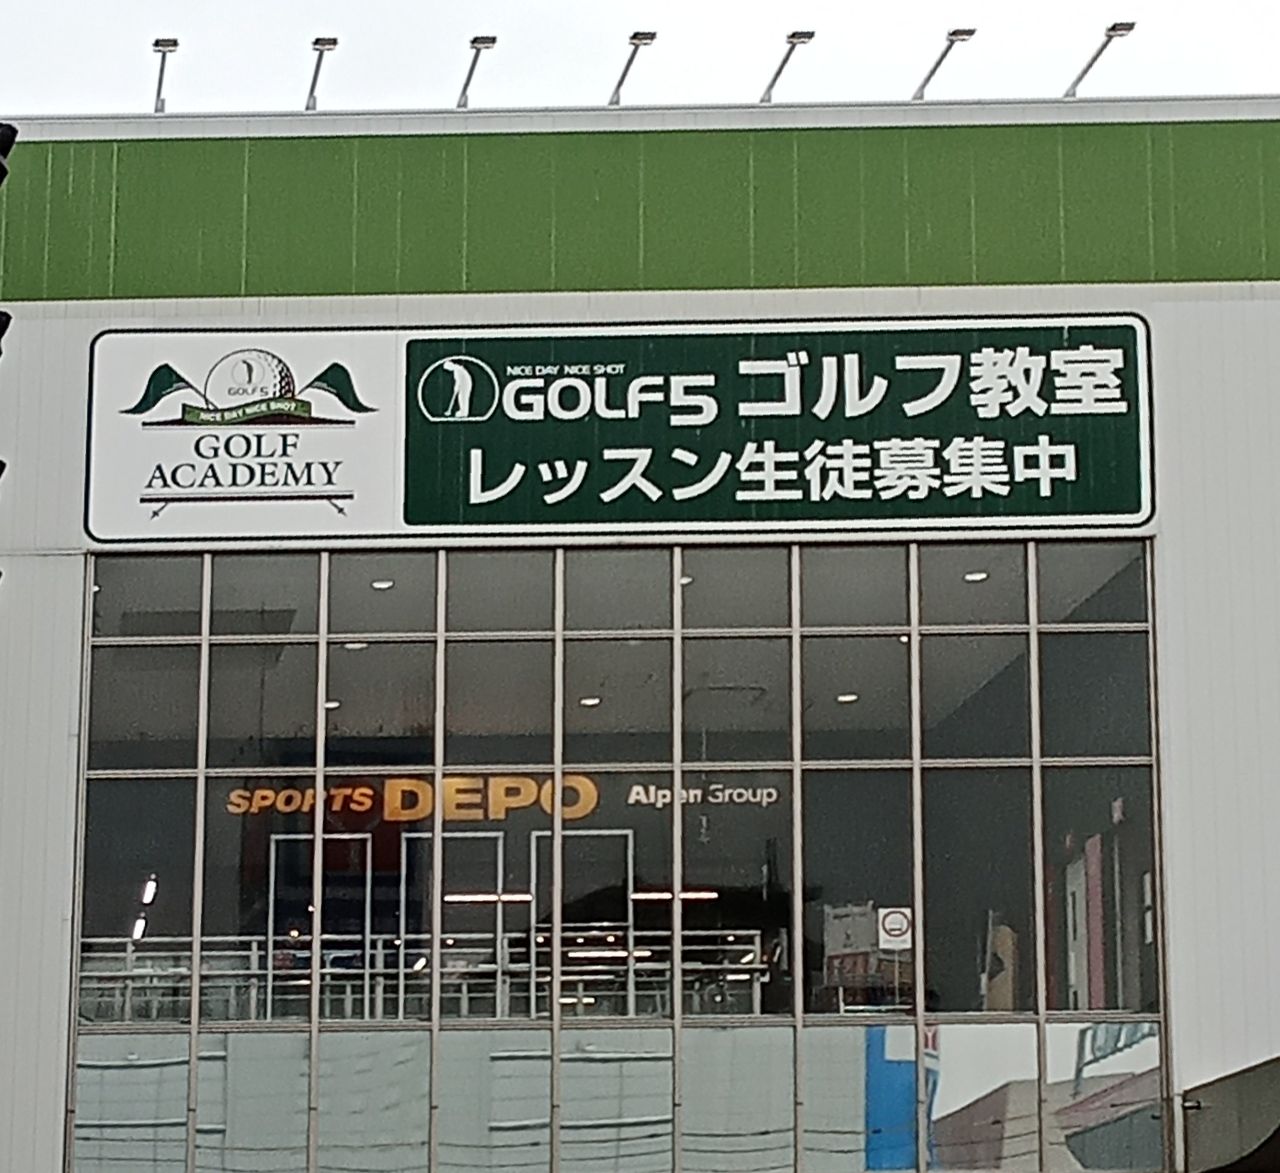 GOLF5
NICE DAY NICE SHOT
GOLF
ACADEMY
NICE DAY NICE SHOT
GOLF5 ゴルフ教室
レッスン生徒募集中
SPORTS DEPO Alpen Group